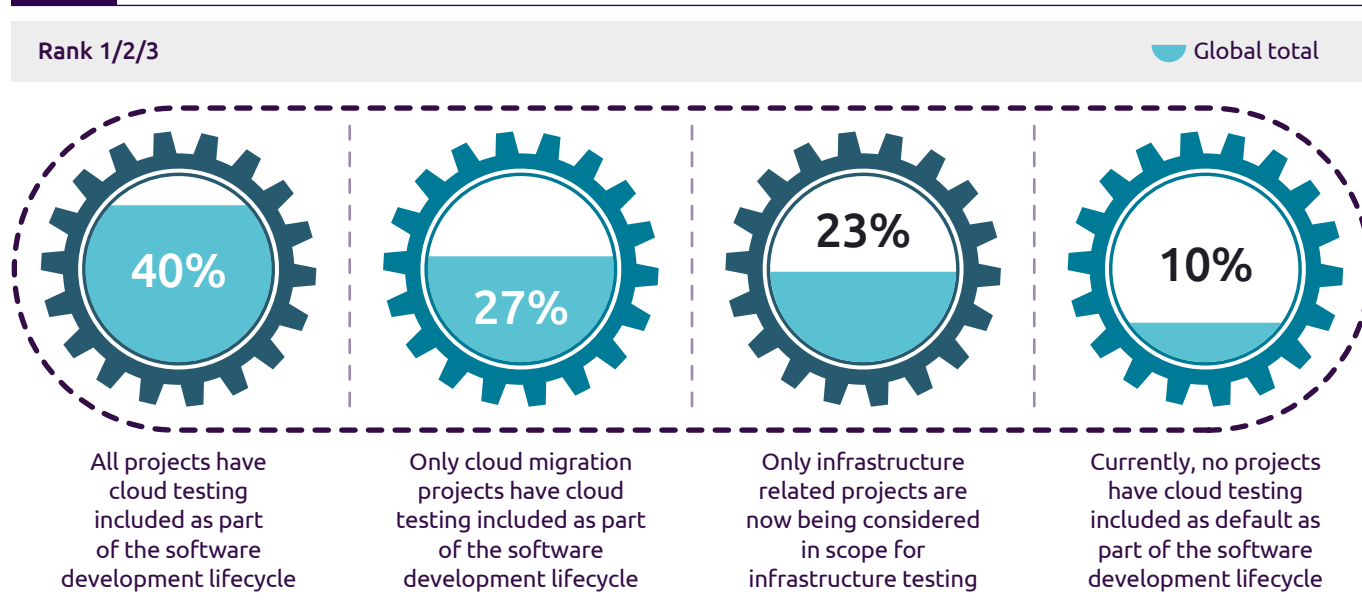 Rank 1/2/3
Global total
40%
27%
23%
10%
All projects have
cloud testing
included as part
of the software
development lifecycle
Only cloud migration
projects have cloud
testing included as part
of the software
development lifecycle
Only infrastructure
related projects are
now being considered
in scope for
infrastructure testing
Currently, no projects
have cloud testing
included as default as
part of the software
development lifecycle